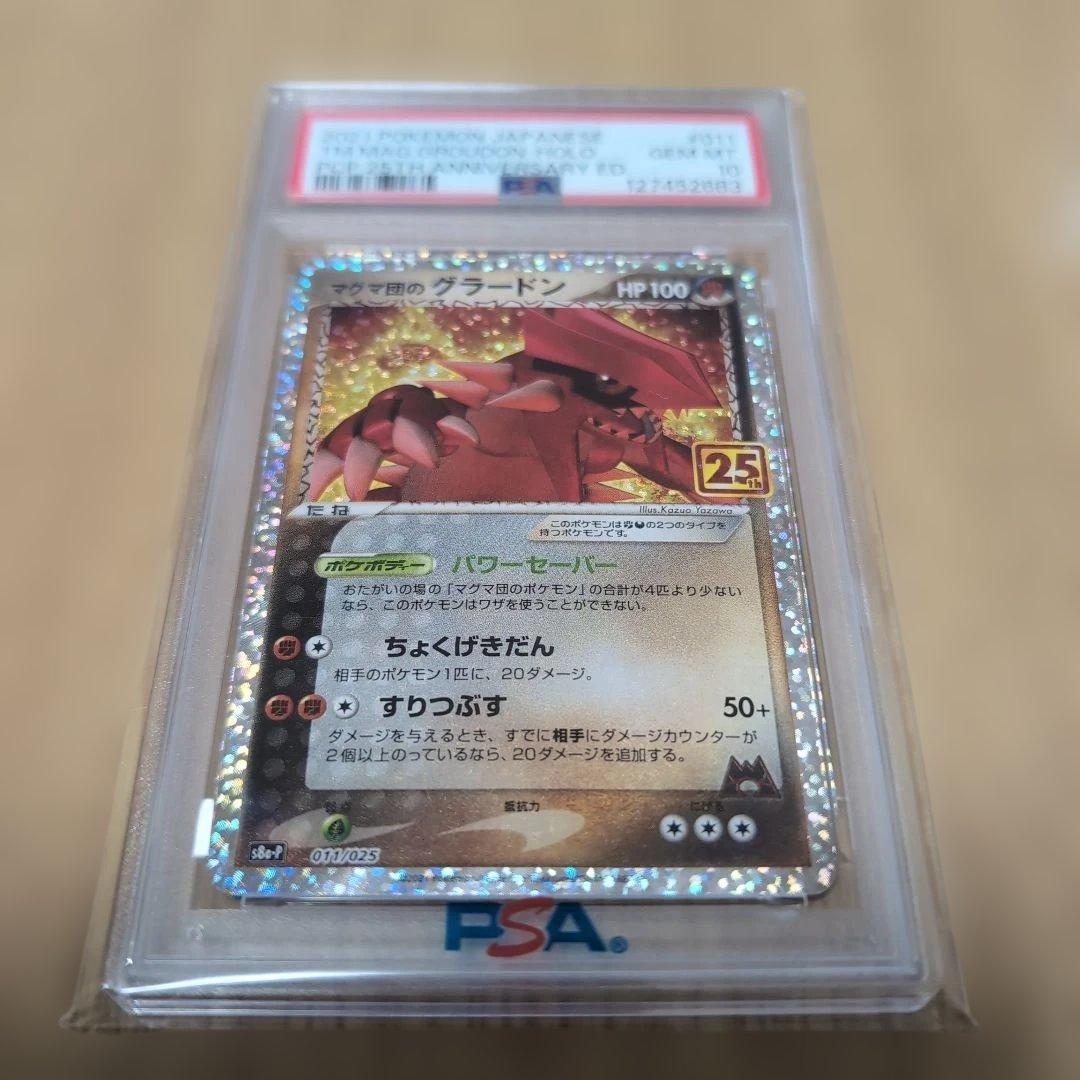 2021 POKEMON JAPANESE #011
TM MAG.GROUDON-HOLO GEM MT
PCP-25TH ANNIVERSARY ED 10
PSA 127452683
マグマ団の グラードン HP100
25th
たね
Illus.Kazuo Yazawa
このポケモンは の2つのタイプを
持つポケモンです。
ポケボディー パワーセーバー
おたがいの場の「マグマ団のポケモン」の合計が4匹より少ない
なら、このポケモンはワザを使うことができない。
ちょくげきだん
相手のポケモン1匹に、20ダメージ。
すりつぶす 50+
ダメージを与えるとき、すでに相手にダメージカウンターが
2個以上のっているなら、20ダメージを追加する。
弱点 抵抗力 にげる
s8a-P 011/025
PSA®